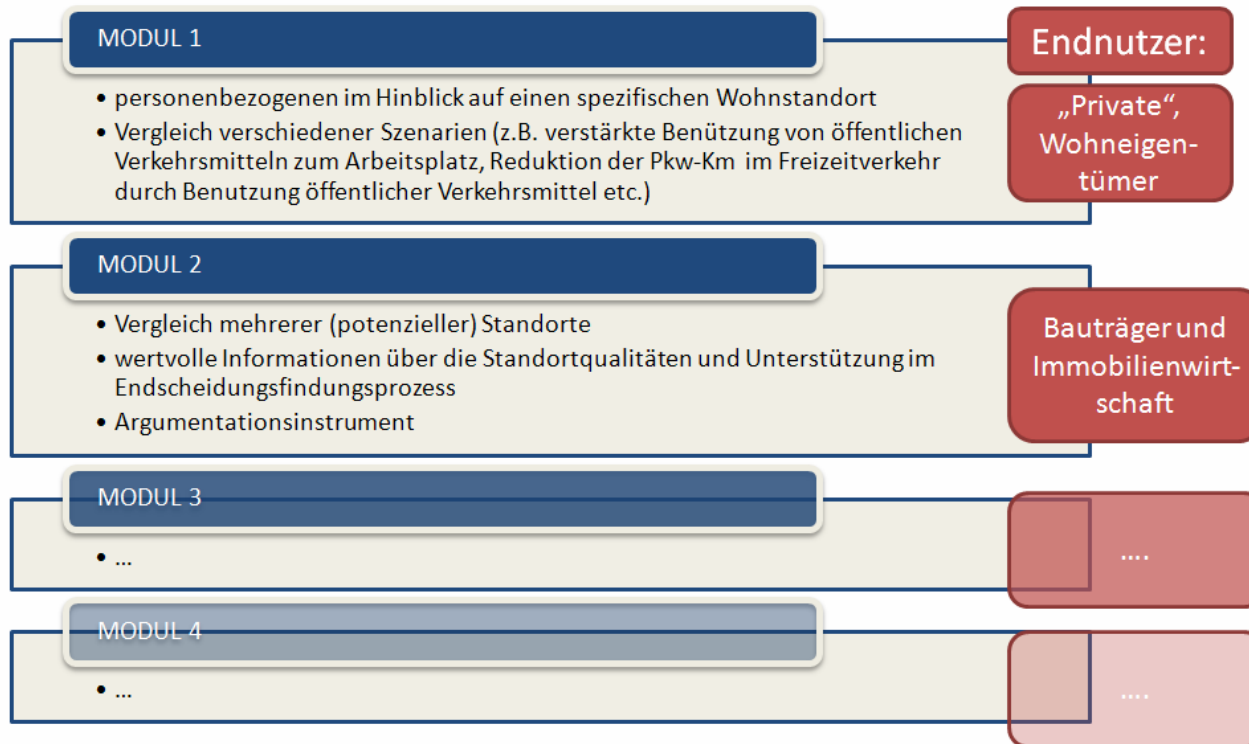 MODUL 1
• personenbezogenen im Hinblick auf einen spezifischen Wohnstandort
• Vergleich verschiedener Szenarien (z.B. verstärkte Benützung von öffentlichen
Verkehrsmitteln zum Arbeitsplatz, Reduktion der Pkw-Km im Freizeitverkehr
durch Benutzung öffentlicher Verkehrsmittel etc.)
Endnutzer:
„Private“,
Wohneigen-
tümer
MODUL 2
• Vergleich mehrerer (potenzieller) Standorte
• wertvolle Informationen über die Standortqualitäten und Unterstützung im
Endscheidungsfindungsprozess
• Argumentationsinstrument
Bauträger und
Immobilienwirt-
schaft
MODUL 3
• ...
....
MODUL 4
• ...
....